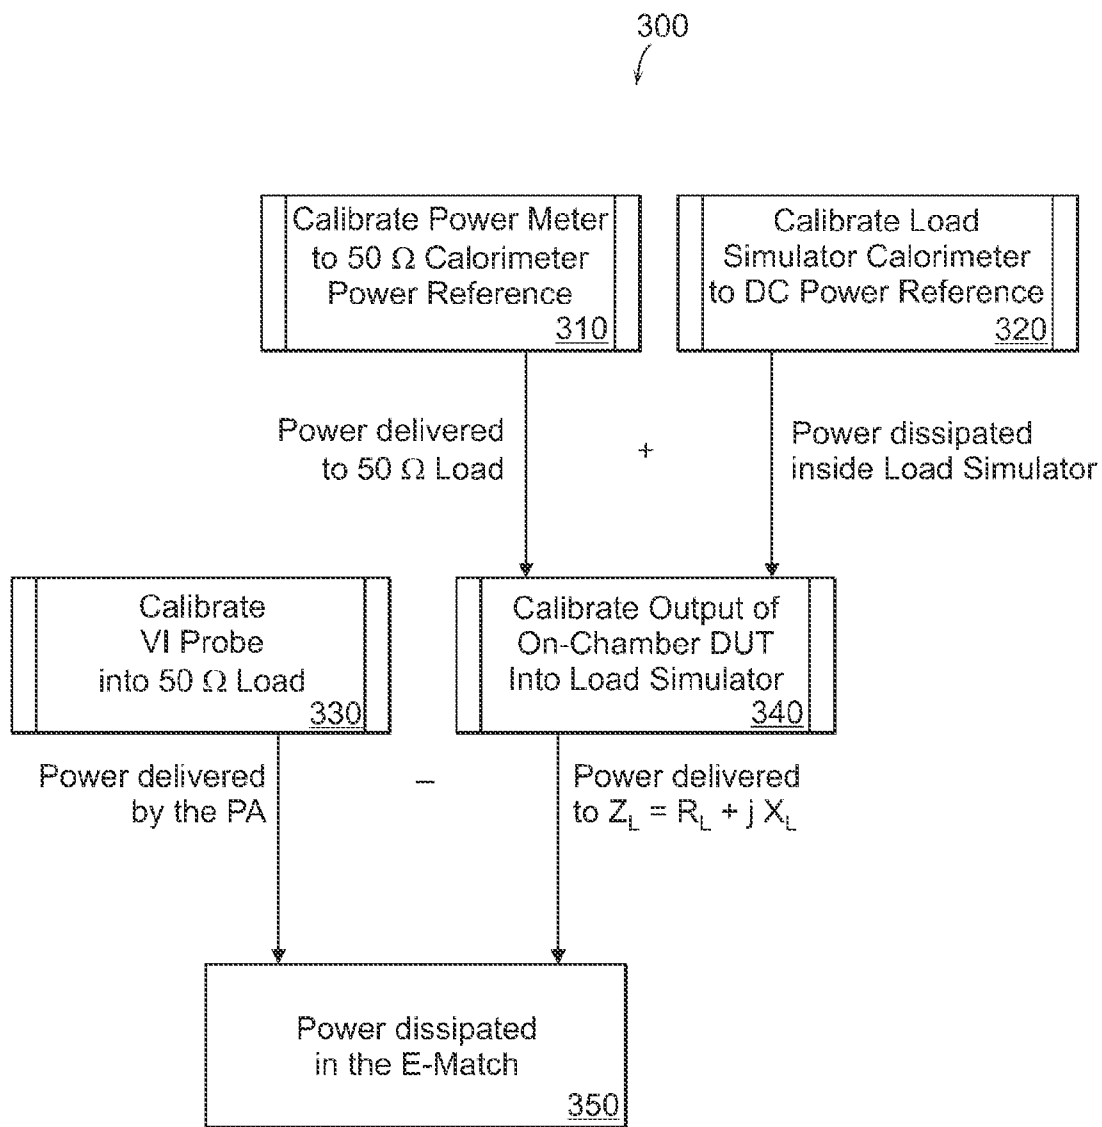 300
Calibrate Power Meter
to 50 Ω Calorimeter
Power Reference
310
Calibrate Load
Simulator Calorimeter
to DC Power Reference
320
Power delivered
to 50 Ω Load
+
Power dissipated
inside Load Simulator
Calibrate
VI Probe
into 50 Ω Load
330
Calibrate Output of
On-Chamber DUT
Into Load Simulator
340
Power delivered
by the PA
–
Power delivered
to Z_L = R_L + j X_L
Power dissipated
in the E-Match
350